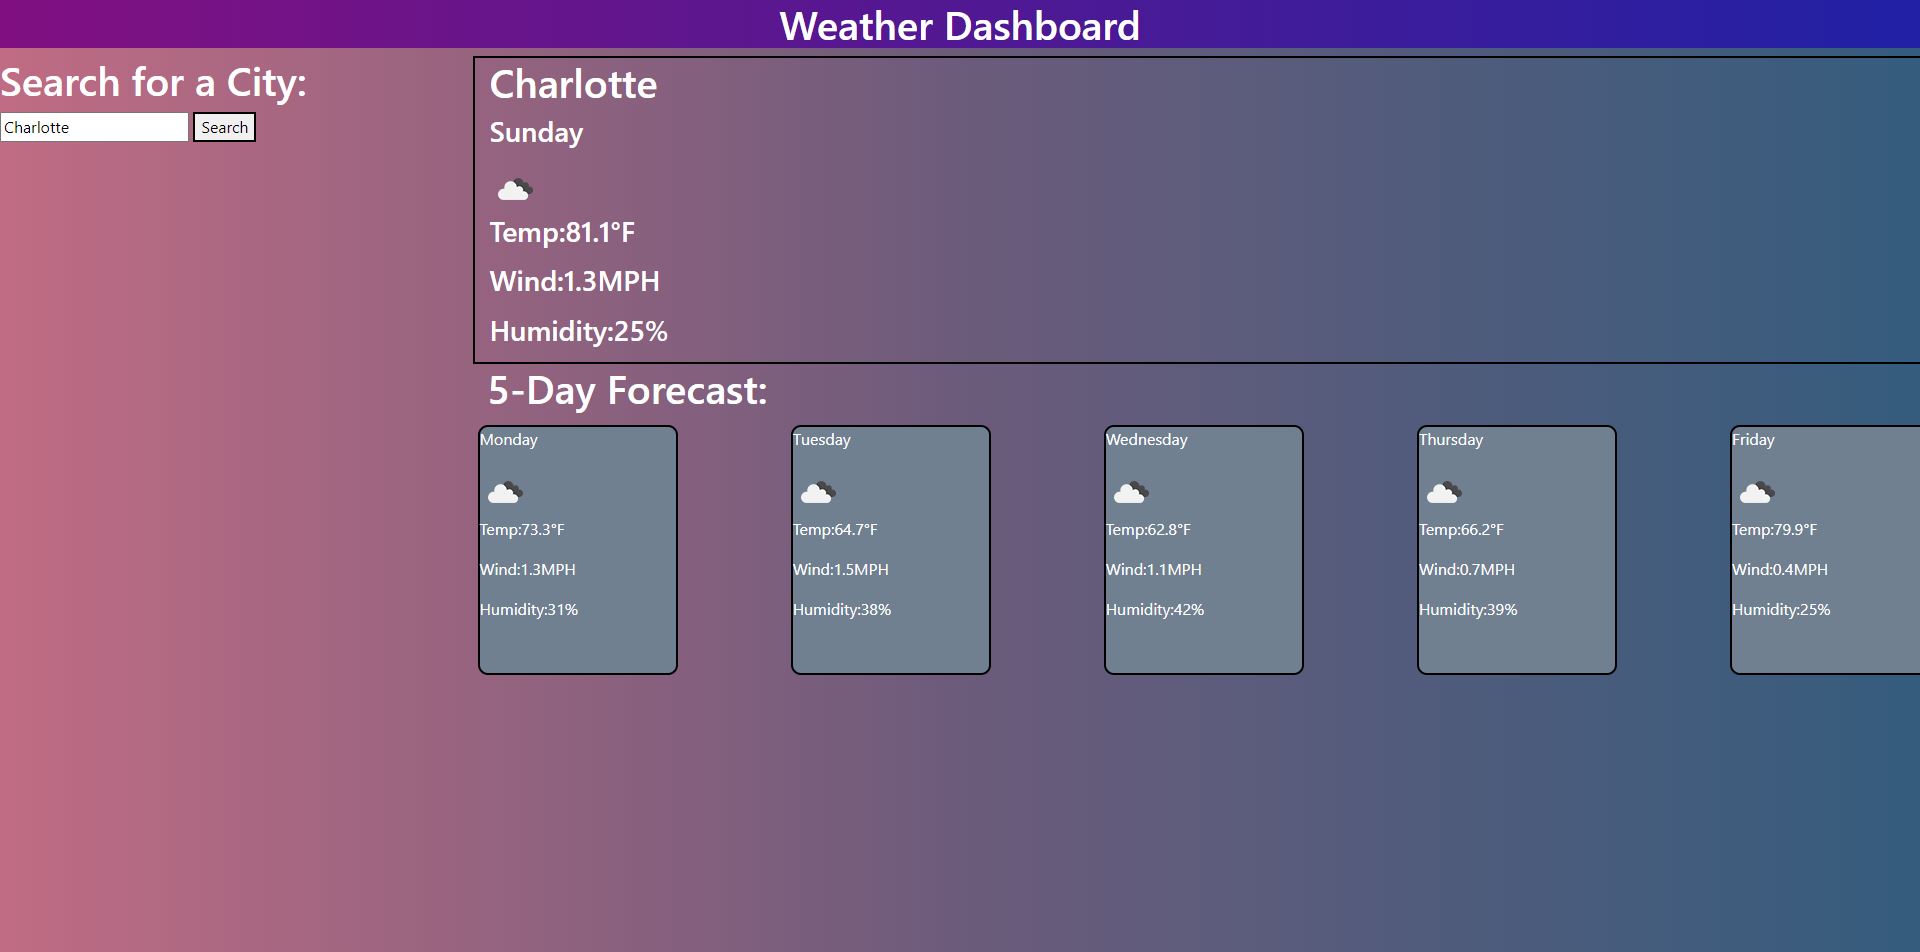 Weather Dashboard
Search for a City:
Charlotte Search
Charlotte
Sunday
Temp:81.1°F
Wind:1.3MPH
Humidity:25%
5-Day Forecast:
Monday
Temp:73.3°F
Wind:1.3MPH
Humidity:31%
Tuesday
Temp:64.7°F
Wind:1.5MPH
Humidity:38%
Wednesday
Temp:62.8°F
Wind:1.1MPH
Humidity:42%
Thursday
Temp:66.2°F
Wind:0.7MPH
Humidity:39%
Friday
Temp:79.9°F
Wind:0.4MPH
Humidity:25%